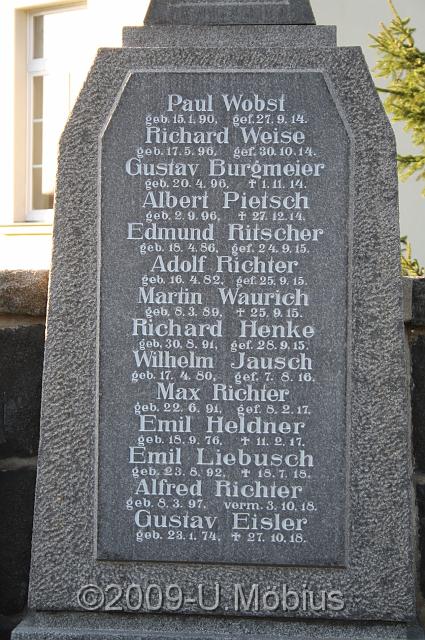 Paul Wobst
geb. 15.1.90, gef. 27.9.14.
Richard Weise
geb. 17.5.96, gef. 30.10.14.
Gustav Burgmeier
geb. 20.4.96, ✝ 1.11.14.
Albert Pietsch
geb. 2.9.96, ✝ 27.12.14.
Edmund Ritscher
geb. 18.4.86, gef. 24.9.15.
Adolf Richter
geb. 16.4.82, gef. 25.9.15.
Martin Waurich
geb. 8.3.89, ✝ 25.9.15.
Richard Henke
geb. 30.8.91, gef. 28.9.15.
Wilhelm Jausch
geb. 17.4.80, gef. 7.8.16.
Max Richter
geb. 22.6.91, gef. 8.2.17.
Emil Heldner
geb. 18.9.76, ✝ 11.2.17.
Emil Liebusch
geb. 23.8.92, ✝ 18.7.18.
Alfred Richter
geb. 8.3.97, verm. 3.10.18.
Gustav Eisler
geb. 23.1.74, ✝ 27.10.18.
©2009-U.Möbius